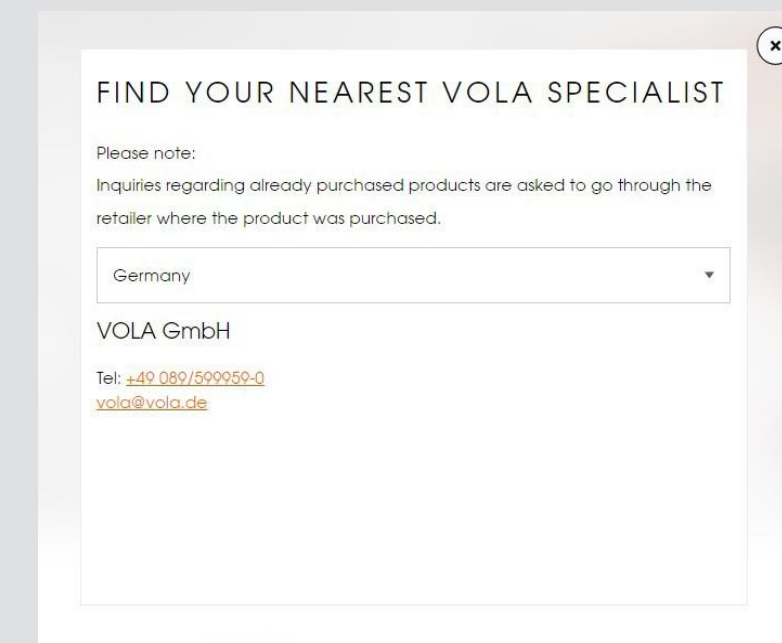 FIND YOUR NEAREST VOLA SPECIALIST
Please note:
Inquiries regarding already purchased products are asked to go through the
retailer where the product was purchased.
Germany
VOLA GmbH
Tel: +49 089/599959-0
vola@vola.de